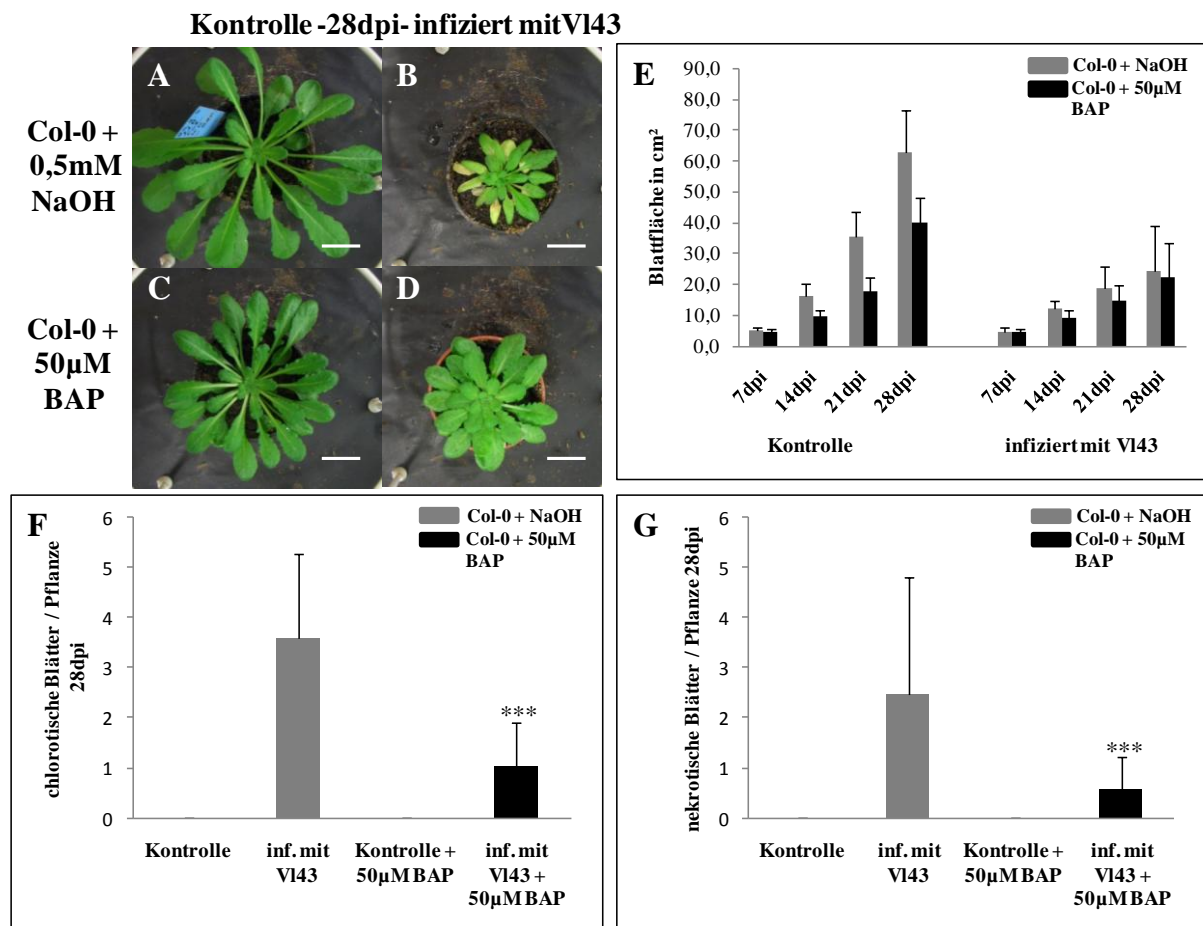 Kontrolle -28dpi- infiziert mitVl43
Col-0 +
0,5mM
NaOH
Col-0 +
50µM
BAP
A
B
C
D
E
Col-0 + NaOH
Col-0 + 50µM
BAP
Blattfläche in cm²
90,0
80,0
70,0
60,0
50,0
40,0
30,0
20,0
10,0
0,0
7dpi
14dpi
21dpi
28dpi
7dpi
14dpi
21dpi
28dpi
Kontrolle
infiziert mit Vl43
F
Col-0 + NaOH
Col-0 + 50µM
BAP
chlorotische Blätter / Pflanze
28dpi
6
5
4
3
2
1
0
***
Kontrolle
inf. mit
Vl43
Kontrolle +
50µM BAP
inf. mit
Vl43 +
50µM BAP
G
Col-0 + NaOH
Col-0 + 50µM
BAP
nekrotische Blätter / Pflanze 28dpi
6
5
4
3
2
1
0
***
Kontrolle
inf. mit
Vl43
Kontrolle +
50µM BAP
inf. mit
Vl43 +
50µM BAP